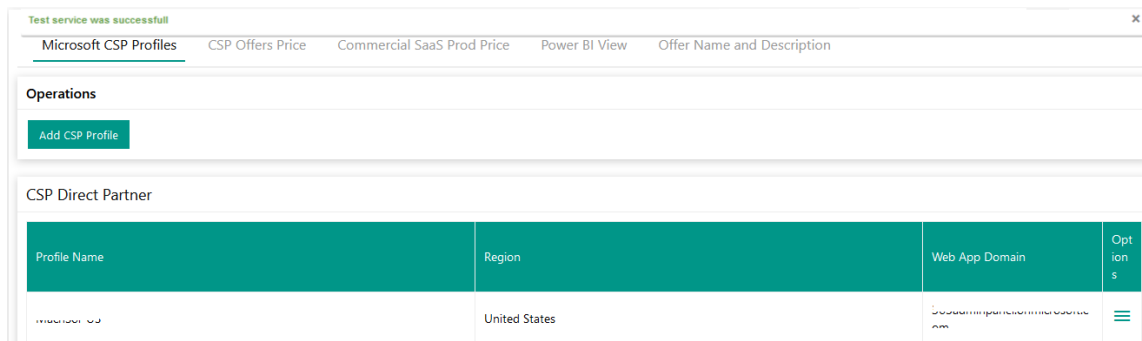 Test service was successfull
×
Microsoft CSP Profiles CSP Offers Price Commercial SaaS Prod Price Power BI View Offer Name and Description
Operations
Add CSP Profile
CSP Direct Partner
Profile Name Region Web App Domain Opt
ion
s
United States